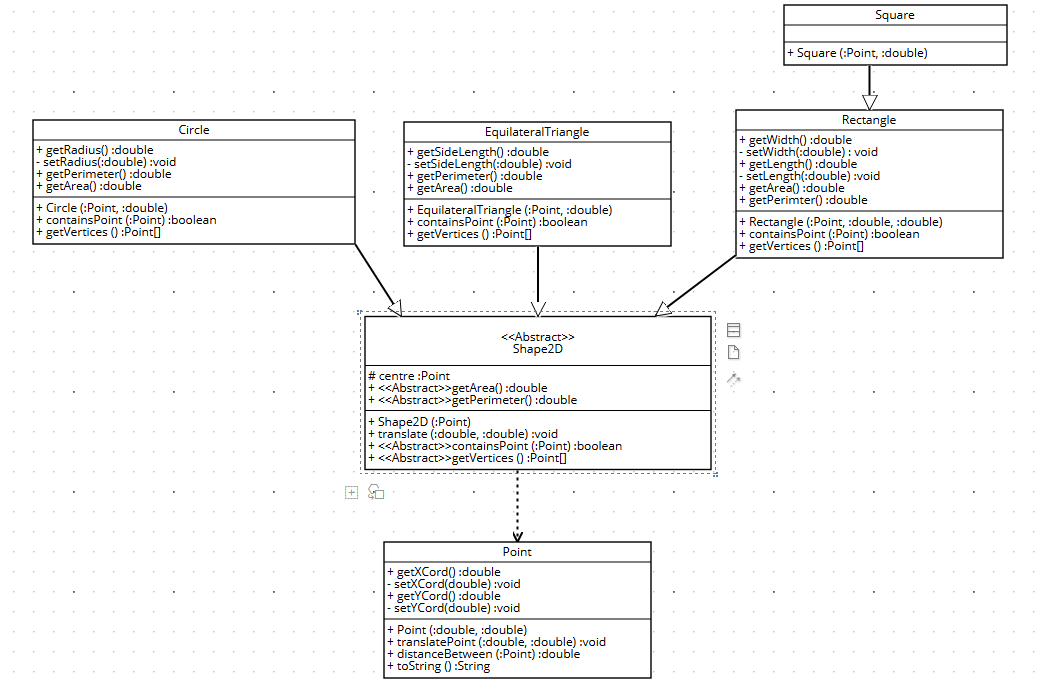 Square
+ Square (:Point, :double)
Circle
+ getRadius() :double
- setRadius(:double) :void
+ getPerimeter() :double
+ getArea() :double
+ Circle (:Point, :double)
+ containsPoint (:Point) :boolean
+ getVertices () :Point[]
EquilateralTriangle
+ getSideLength() :double
- setSideLength(:double) :void
+ getPerimeter() :double
+ getArea() :double
+ EquilateralTriangle (:Point, :double)
+ containsPoint (:Point) :boolean
+ getVertices () :Point[]
Rectangle
+ getWidth() :double
- setWidth(:double) : void
+ getLength() :double
- setLength(:double) :void
+ getArea() :double
+ getPerimter() :double
+ Rectangle (:Point, :double, :double)
+ containsPoint (:Point) :boolean
+ getVertices () :Point[]
<<Abstract>>
Shape2D
# centre :Point
+ <<Abstract>>getArea() :double
+ <<Abstract>>getPerimeter() :double
+ Shape2D (:Point)
+ translate (:double, :double) :void
+ <<Abstract>>containsPoint (:Point) :boolean
+ <<Abstract>>getVertices () :Point[]
Point
+ getXCord() :double
- setXCord(double) :void
+ getYCord() :double
- setYCord(double) :void
+ Point (:double, :double)
+ translatePoint (:double, :double) :void
+ distanceBetween (:Point) :double
+ toString () :String